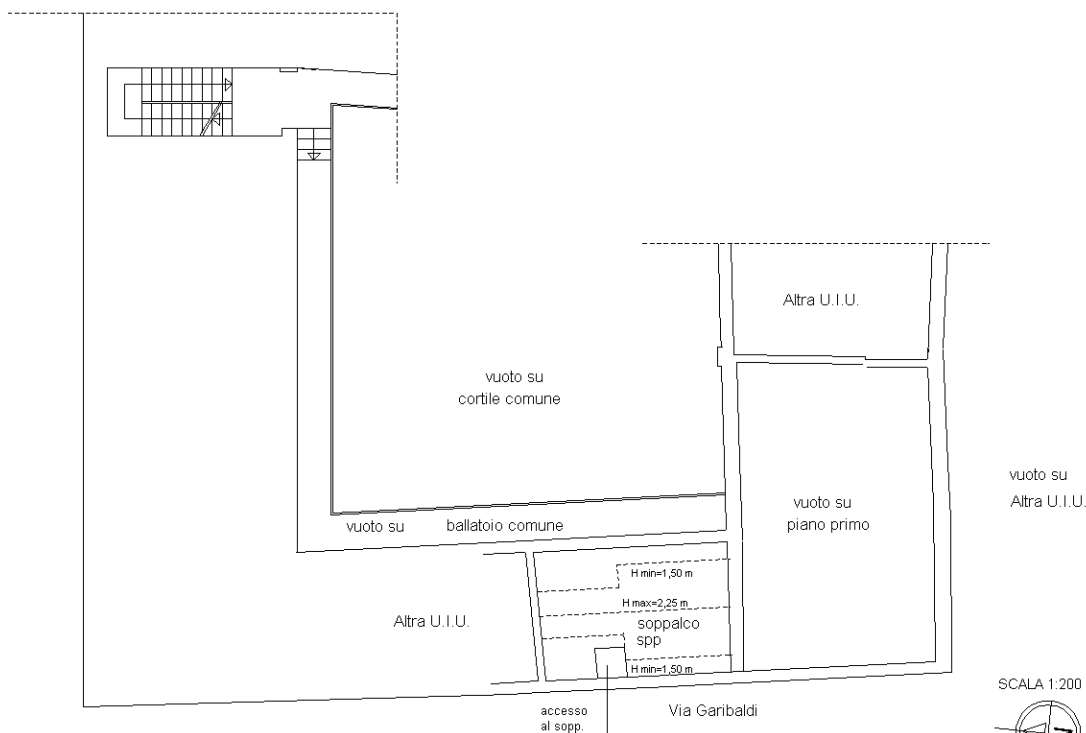 Altra U.I.U.
vuoto su
cortile comune
vuoto su
Altra U.I.U.
vuoto su
piano primo
vuoto su ballatoio comune
H min=1,50 m
H max=2,25 m
Altra U.I.U.
soppalco
spp
H min=1,50 m
SCALA 1:200
accesso
al sopp.
Via Garibaldi